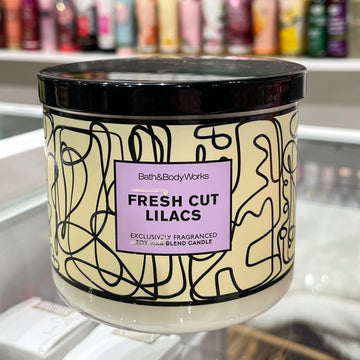 Bath&BodyWorks
FRESH CUT
LILACS
EXCLUSIVELY FRAGRANCED
SOY WAX BLEND CANDLE